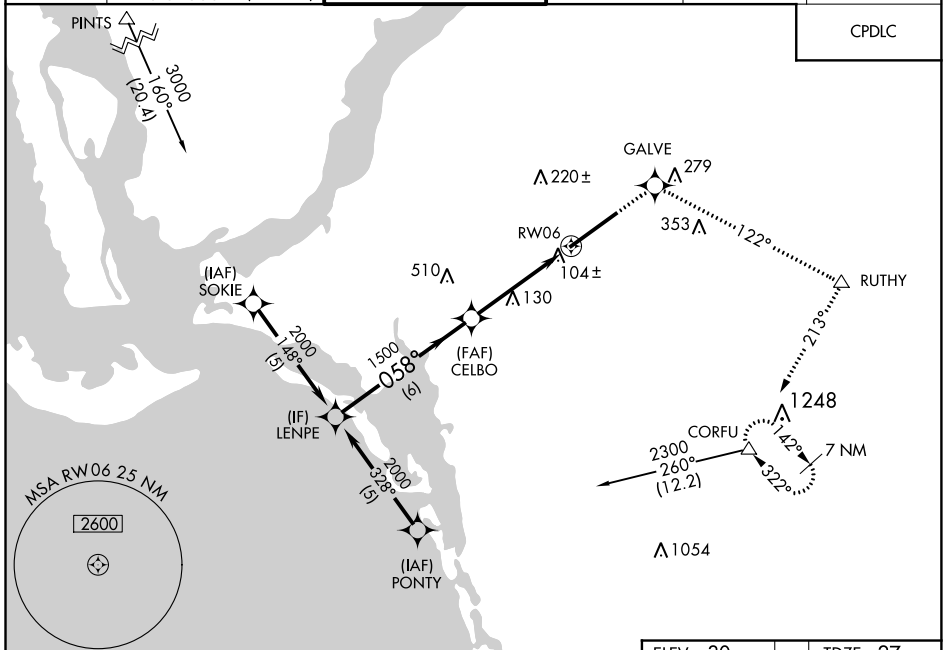 CPDLC
PINTS
3000
160°
(20.4)
GALVE
279
220±
353
122°
RW06
104±
RUTHY
510
130
213°
(IAF)
SOKIE
2000
148°
(5)
1500
058°
(6)
(FAF)
CELBO
(IF)
LENPE
1248
CORFU
142°
7 NM
322°
2300
260°
(12.2)
2000
328°
(5)
MSA RW06 25 NM
2600
1054
(IAF)
PONTY